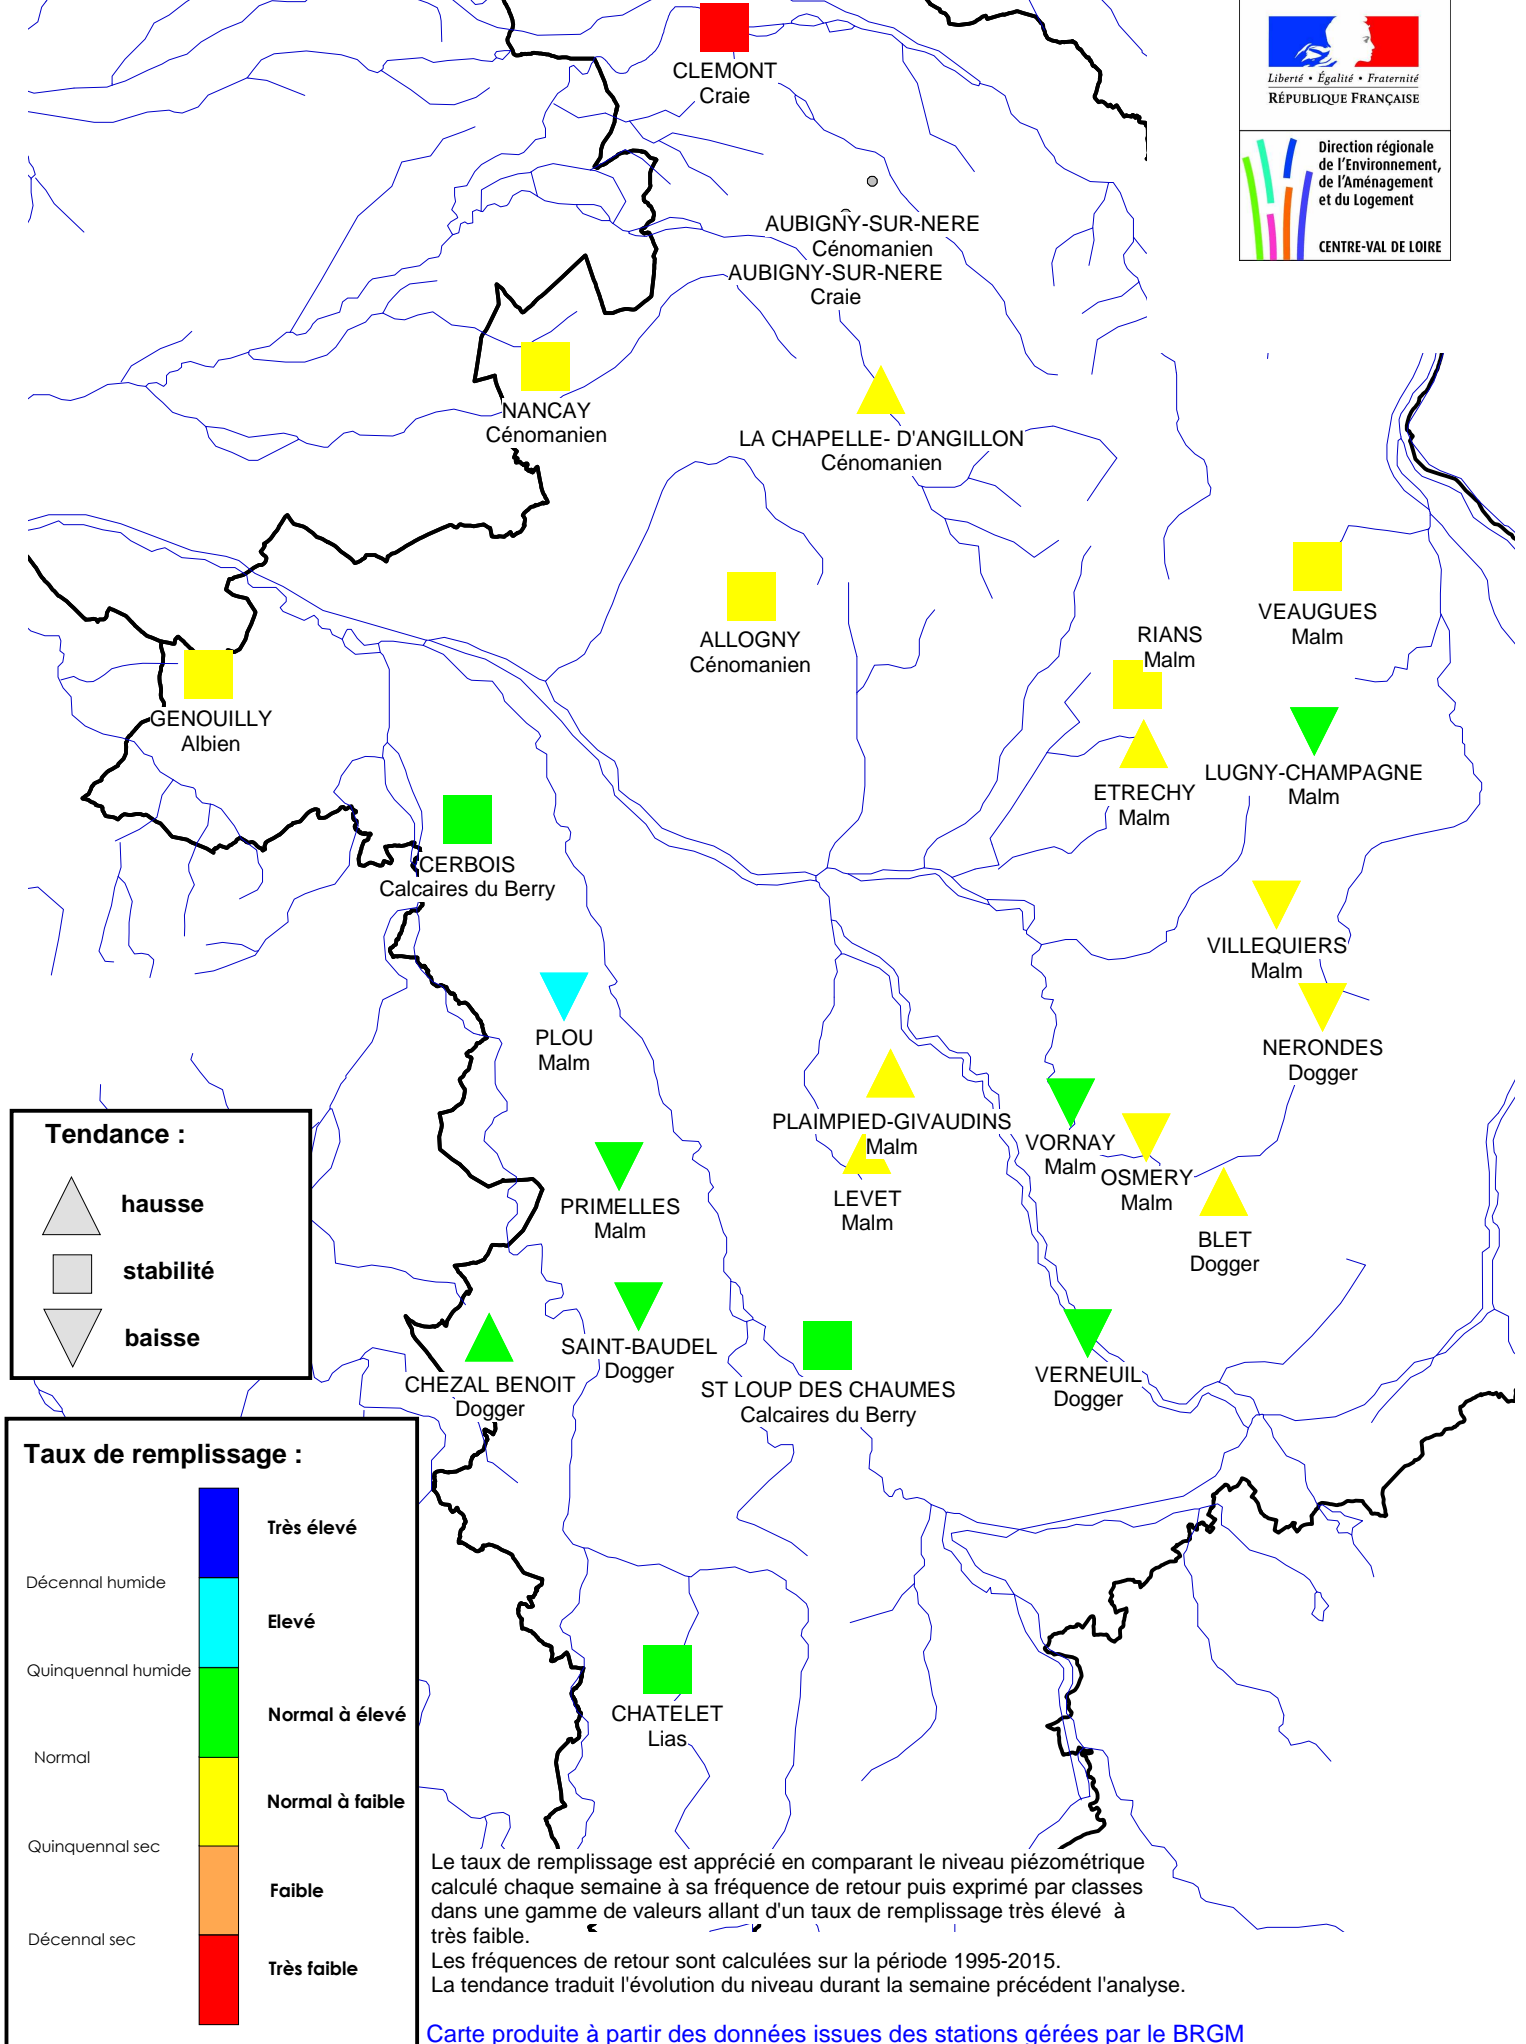 CLEMONT
Craie
Liberté • Égalité • Fraternité
RÉPUBLIQUE FRANÇAISE
Direction régionale
de l'Environnement,
de l'Aménagement
et du Logement
CENTRE-VAL DE LOIRE
AUBIGNY-SUR-NERE
Cénomanien
AUBIGNY-SUR-NERE
Craie
NANCAY
Cénomanien
LA CHAPELLE- D'ANGILLON
Cénomanien
VEAUGUES
Malm
ALLOGNY
Cénomanien
RIANS
Malm
GENOUILLY
Albien
LUGNY-CHAMPAGNE
Malm
ETRECHY
Malm
CERBOIS
Calcaires du Berry
VILLEQUIERS
Malm
PLOU
Malm
NERONDES
Dogger
PLAIMPIED-GIVAUDINS
Malm
VORNAY
Malm
OSMERY
Malm
PRIMELLES
Malm
LEVET
Malm
BLET
Dogger
Tendance :
hausse
stabilité
baisse
SAINT-BAUDEL
Dogger
CHEZAL BENOIT
Dogger
ST LOUP DES CHAUMES
Calcaires du Berry
VERNEUIL
Dogger
CHATELET
Lias
Taux de remplissage :
Très élevé
Décennal humide
Elevé
Quinquennal humide
Normal à élevé
Normal
Normal à faible
Quinquennal sec
Faible
Décennal sec
Très faible
Le taux de remplissage est apprécié en comparant le niveau piézométrique
calculé chaque semaine à sa fréquence de retour puis exprimé par classes
dans une gamme de valeurs allant d'un taux de remplissage très élevé à
très faible.
Les fréquences de retour sont calculées sur la période 1995-2015.
La tendance traduit l'évolution du niveau durant la semaine précédent l'analyse.
Carte produite à partir des données issues des stations gérées par le BRGM